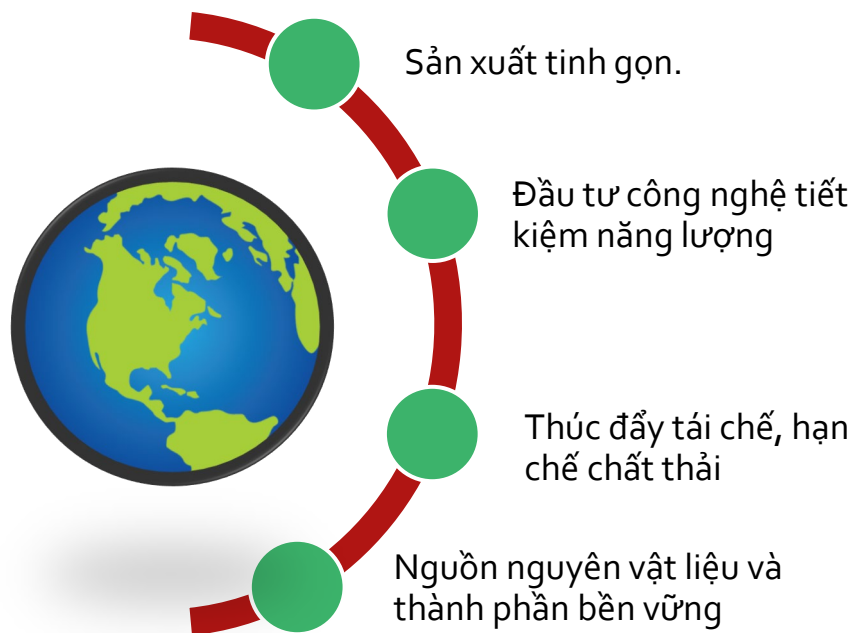 Sản xuất tinh gọn.
Đầu tư công nghệ tiết
kiệm năng lượng
Thúc đẩy tái chế, hạn
chế chất thải
Nguồn nguyên vật liệu và
thành phần bền vững